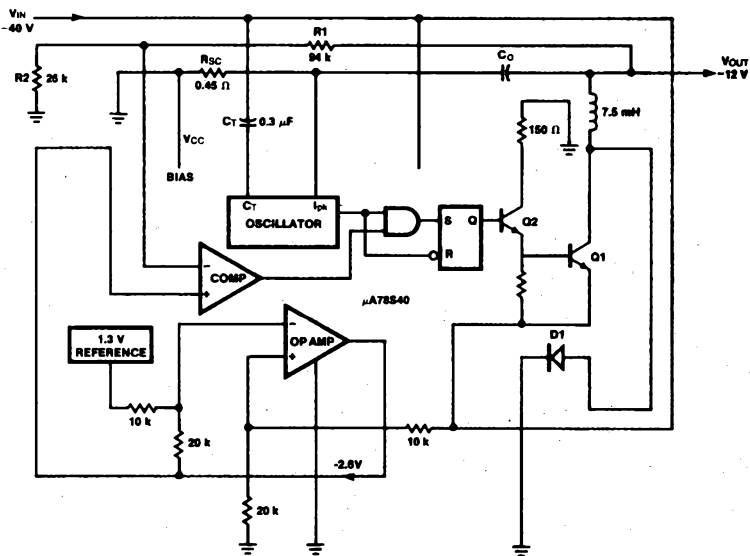 VIN
-40 V
R1
94 k
RSC
0.45 Ω
CO
VOUT
-12 V
R2
26 k
CT
0.3 µF
VCC
BIAS
150 Ω
7.5 mH
CT
Ipk
OSCILLATOR
S
Q
R
Q2
Q1
-
COMP
+
µA78S40
1.3 V
REFERENCE
-
OP AMP
+
D1
10 k
20 k
10 k
-2.6V
20 k